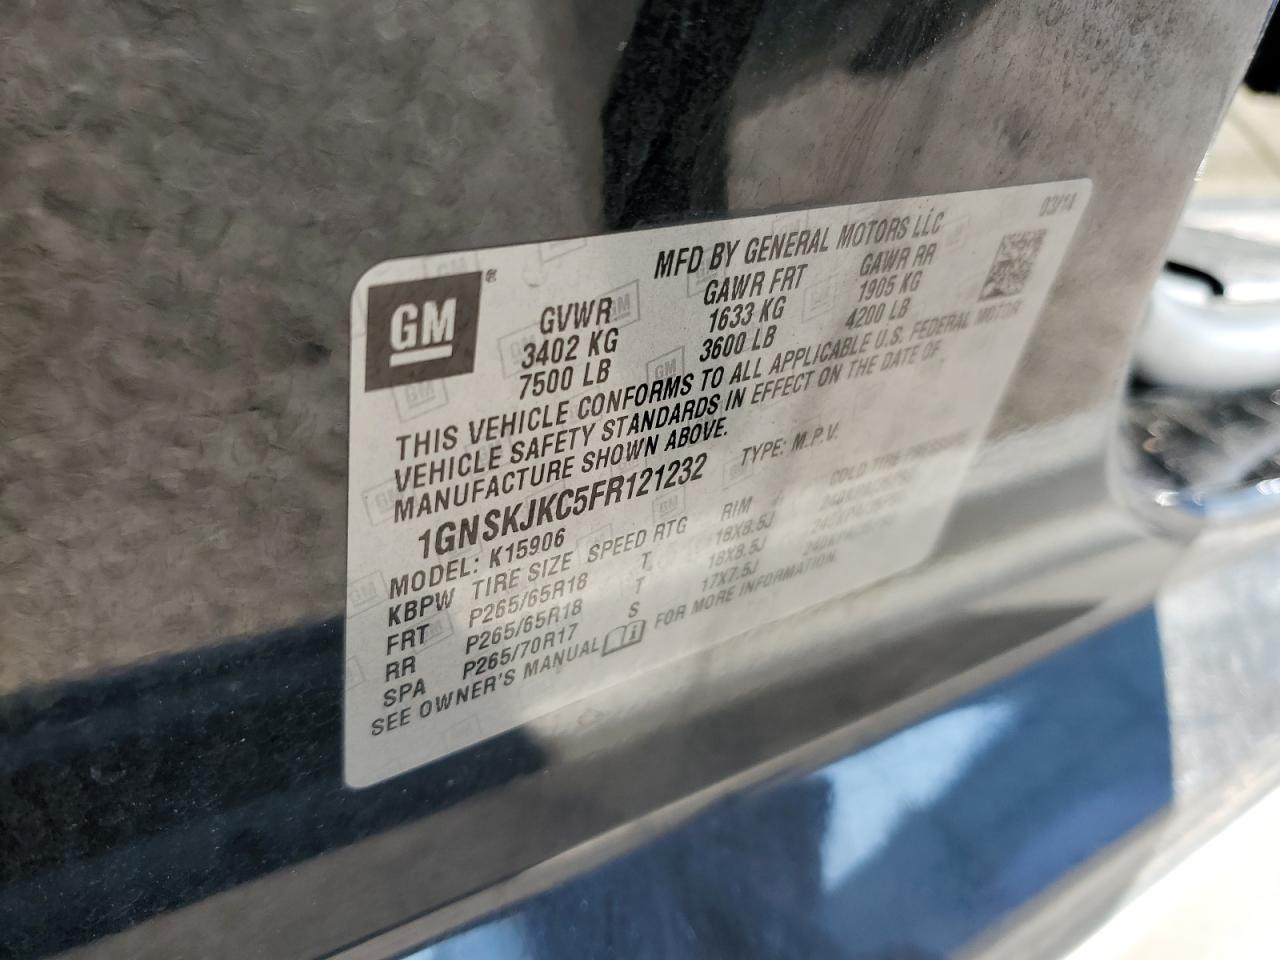 03/14
MFD BY GENERAL MOTORS LLC
GM®
GVWR GAWR FRT GAWR RR
3402 KG 1633 KG 1905 KG
7500 LB 3600 LB 4200 LB
THIS VEHICLE CONFORMS TO ALL APPLICABLE U.S. FEDERAL MOTOR
VEHICLE SAFETY STANDARDS IN EFFECT ON THE DATE OF
MANUFACTURE SHOWN ABOVE.
1GNSKJKC5FR121232 TYPE: M.P.V.
MODEL: K15906
KBPW TIRE SIZE SPEED RTG RIM COLD TIRE PRESSURE
FRT P265/65R18 T 18X8.5J
RR P265/65R18 T 18X8.5J
SPA P265/70R17 S 17X7.5J
SEE OWNER'S MANUAL FOR MORE INFORMATION